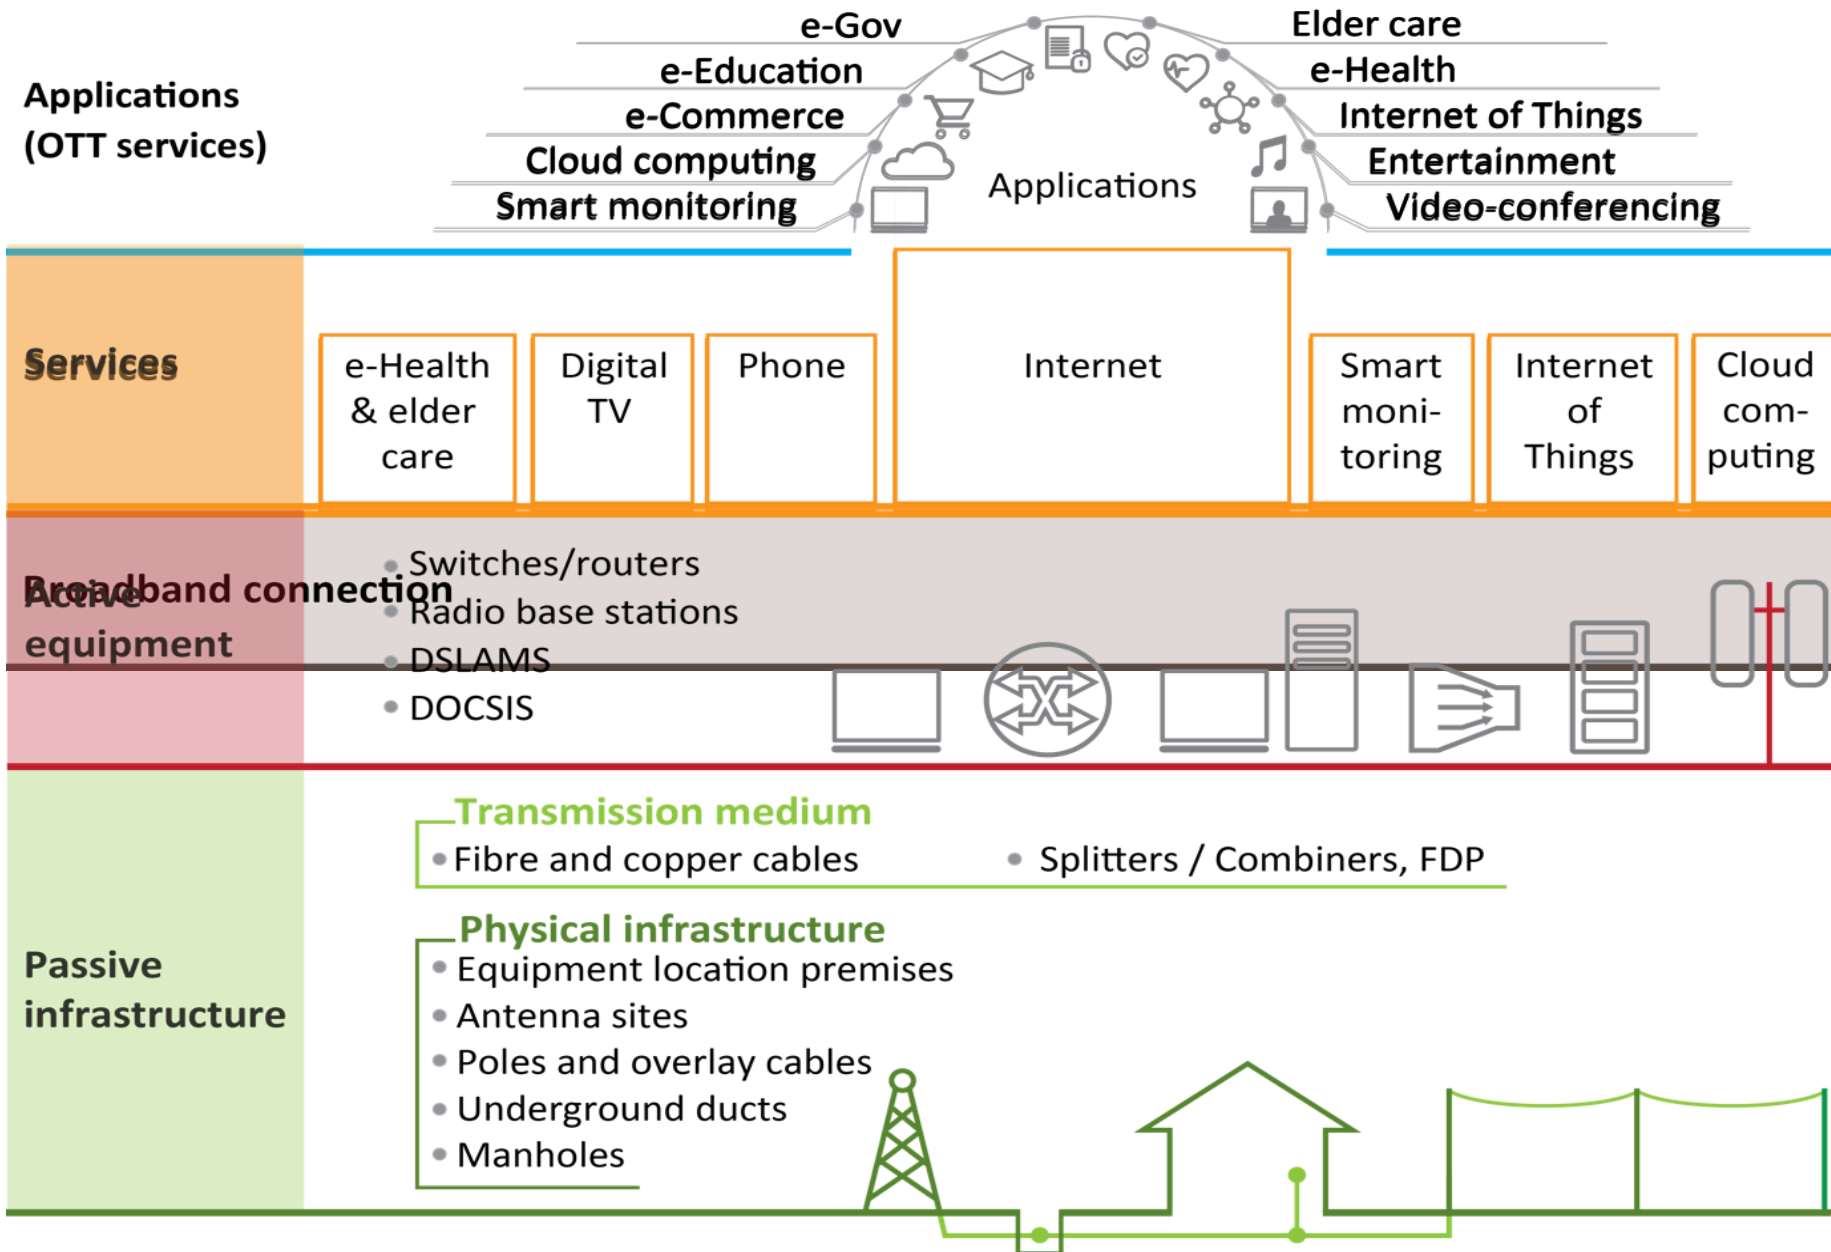 Applications
(OTT services)
e-Gov
e-Education
e-Commerce
Cloud computing
Smart monitoring
Applications
Elder care
e-Health
Internet of Things
Entertainment
Video-conferencing
Services
e-Health
& elder
care
Digital
TV
Phone
Internet
Smart
moni-
toring
Internet
of
Things
Cloud
com-
puting
Broadband connection
Active
equipment
Switches/routers
Radio base stations
DSLAMS
DOCSIS
Passive
infrastructure
Transmission medium
Fibre and copper cables
Splitters / Combiners, FDP
Physical infrastructure
Equipment location premises
Antenna sites
Poles and overlay cables
Underground ducts
Manholes